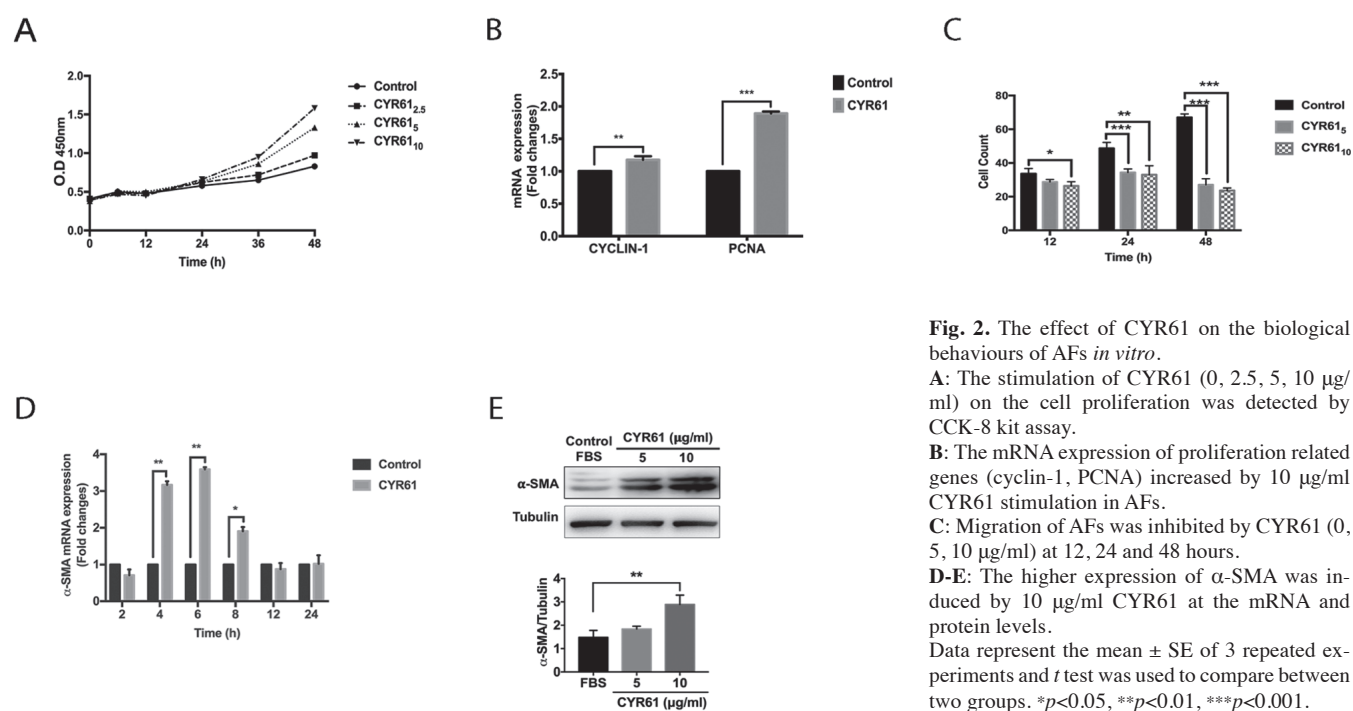 A
2.0
1.5
1.0
0.5
0.0
O.D 450nm
0 12 24 36 48
Time (h)
Control
CYR61₂.₅
CYR61₅
CYR61₁₀
B
2.5
2.0
1.5
1.0
0.5
0.0
mRNA expression
(Fold changes)
**
***
CYCLIN-1 PCNA
Control
CYR61
C
80
60
40
20
0
Cell Count
*
**
***
***
***
12 24 48
Time (h)
Control
CYR61₅
CYR61₁₀
D
4
3
2
1
0
α-SMA mRNA expression
(Fold changes)
**
**
*
2 4 6 8 12 24
Time (h)
Control
CYR61
E
Control CYR61 (μg/ml)
FBS 5 10
α-SMA
Tubulin
4
3
2
1
0
α-SMA/Tubulin
**
FBS 5 10
CYR61 (μg/ml)
Fig. 2. The effect of CYR61 on the biological
behaviours of AFs in vitro.
A: The stimulation of CYR61 (0, 2.5, 5, 10 μg/
ml) on the cell proliferation was detected by
CCK-8 kit assay.
B: The mRNA expression of proliferation related
genes (cyclin-1, PCNA) increased by 10 μg/ml
CYR61 stimulation in AFs.
C: Migration of AFs was inhibited by CYR61 (0,
5, 10 μg/ml) at 12, 24 and 48 hours.
D-E: The higher expression of α-SMA was in-
duced by 10 μg/ml CYR61 at the mRNA and
protein levels.
Data represent the mean ± SE of 3 repeated ex-
periments and t test was used to compare between
two groups. *p<0.05, **p<0.01, ***p<0.001.